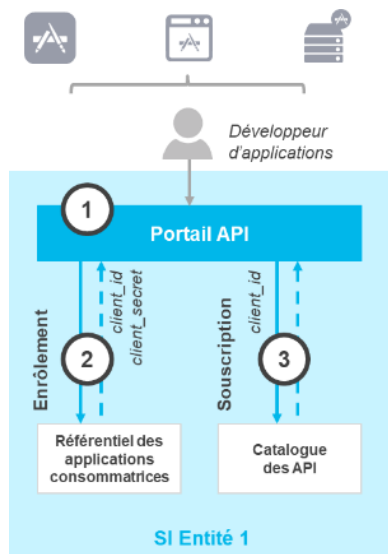 Développeur
d'applications
1
Portail API
Enrôlement
client_id
client_secret
2
Souscription
client_id
3
Référentiel des
applications
consommatrices
Catalogue
des API
SI Entité 1